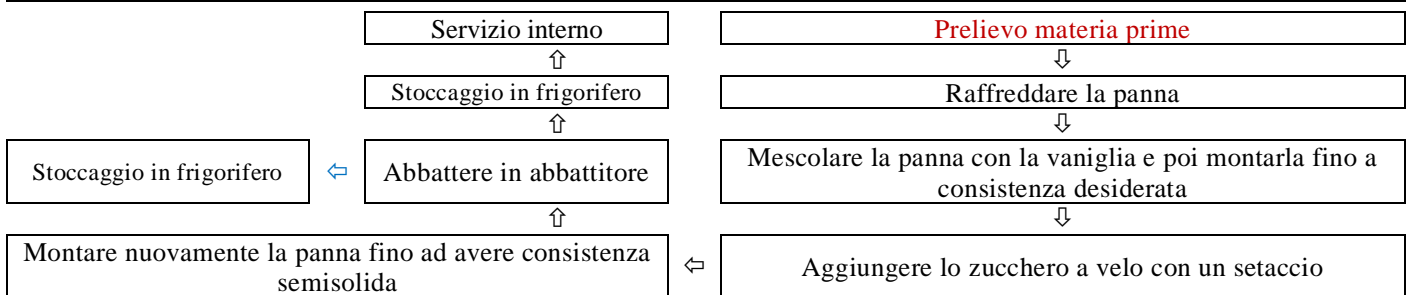 Servizio interno
Prelievo materia prime
⇧
⇩
Stoccaggio in frigorifero
Raffreddare la panna
⇧
⇩
Stoccaggio in frigorifero
⇦
Abbattere in abbattitore
Mescolare la panna con la vaniglia e poi montarla fino a
consistenza desiderata
⇧
⇩
Montare nuovamente la panna fino ad avere consistenza
semisolida
⇦
Aggiungere lo zucchero a velo con un setaccio